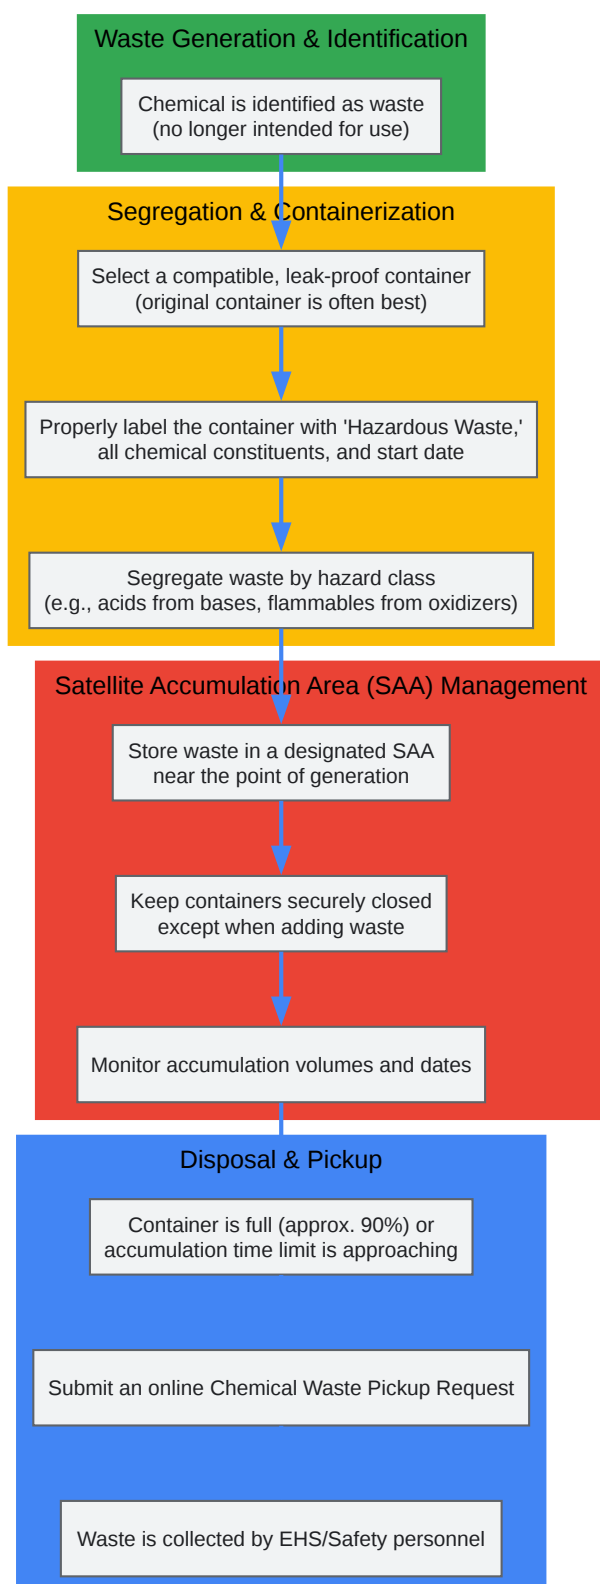 Waste Generation & Identification
Chemical is identified as waste
(no longer intended for use)
Segregation & Containerization
Select a compatible, leak-proof container
(original container is often best)
Properly label the container with 'Hazardous Waste,'
all chemical constituents, and start date
Segregate waste by hazard class
(e.g., acids from bases, flammables from oxidizers)
Satellite Accumulation Area (SAA) Management
Store waste in a designated SAA
near the point of generation
Keep containers securely closed
except when adding waste
Monitor accumulation volumes and dates
Disposal & Pickup
Container is full (approx. 90%) or
accumulation time limit is approaching
Submit an online Chemical Waste Pickup Request
Waste is collected by EHS/Safety personnel